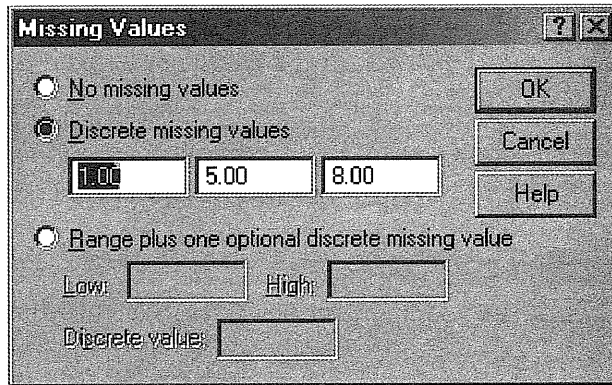 Missing Values
No missing values
OK
Discrete missing values
Cancel
1.00 5.00 8.00
Help
Range plus one optional discrete missing value
Low: High:
Discrete value: